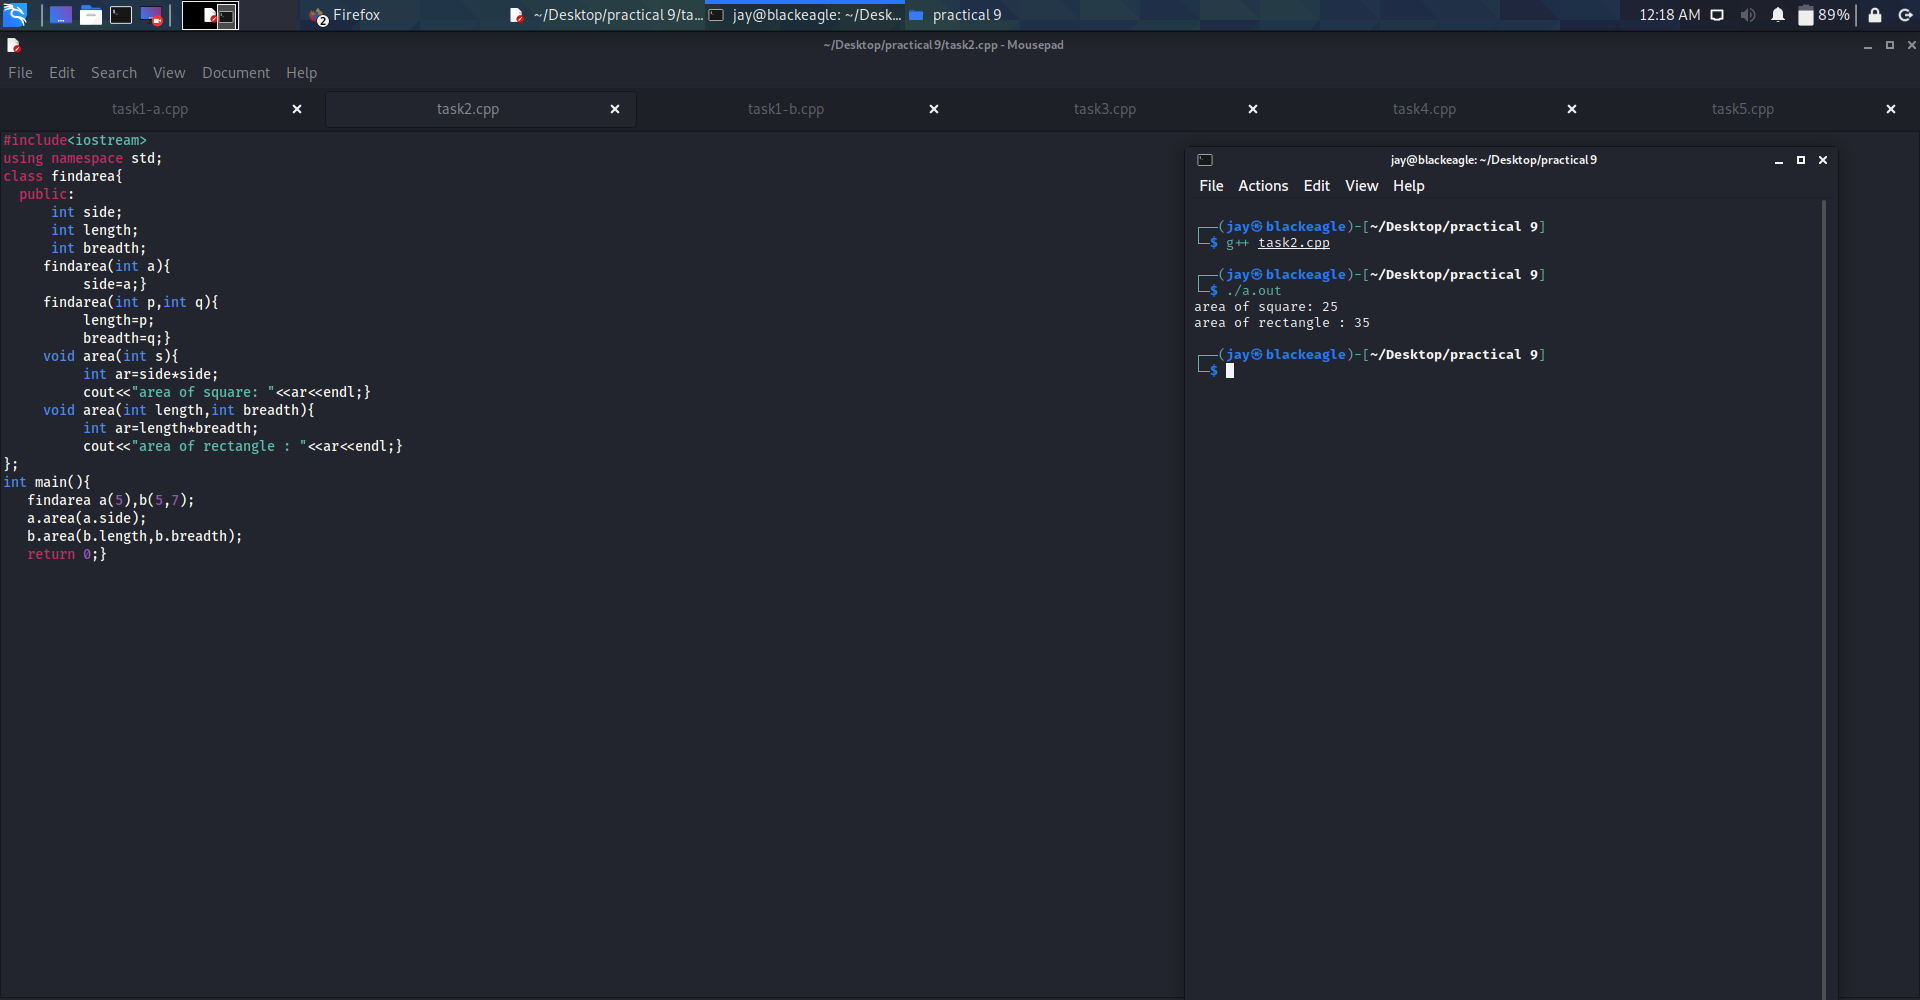 Firefox
2
~/Desktop/practical 9/ta...
jay@blackeagle: ~/Desk...
practical 9
12:18 AM
89%
~/Desktop/practical 9/task2.cpp - Mousepad
File Edit Search View Document Help
task1-a.cpp
task2.cpp
task1-b.cpp
task3.cpp
task4.cpp
task5.cpp
#include<iostream>
using namespace std;
class findarea{
  public:
      int side;
      int length;
      int breadth;
     findarea(int a){
          side=a;}
     findarea(int p,int q){
          length=p;
          breadth=q;}
     void area(int s){
          int ar=side*side;
          cout<<"area of square: "<<ar<<endl;}
     void area(int length,int breadth){
          int ar=length*breadth;
          cout<<"area of rectangle : "<<ar<<endl;}
};
int main(){
   findarea a(5),b(5,7);
   a.area(a.side);
   b.area(b.length,b.breadth);
   return 0;}
jay@blackeagle: ~/Desktop/practical 9
File Actions Edit View Help
┌──(jay㉿blackeagle)-[~/Desktop/practical 9]
└─$ g++ task2.cpp
┌──(jay㉿blackeagle)-[~/Desktop/practical 9]
└─$ ./a.out
area of square: 25
area of rectangle : 35
┌──(jay㉿blackeagle)-[~/Desktop/practical 9]
└─$